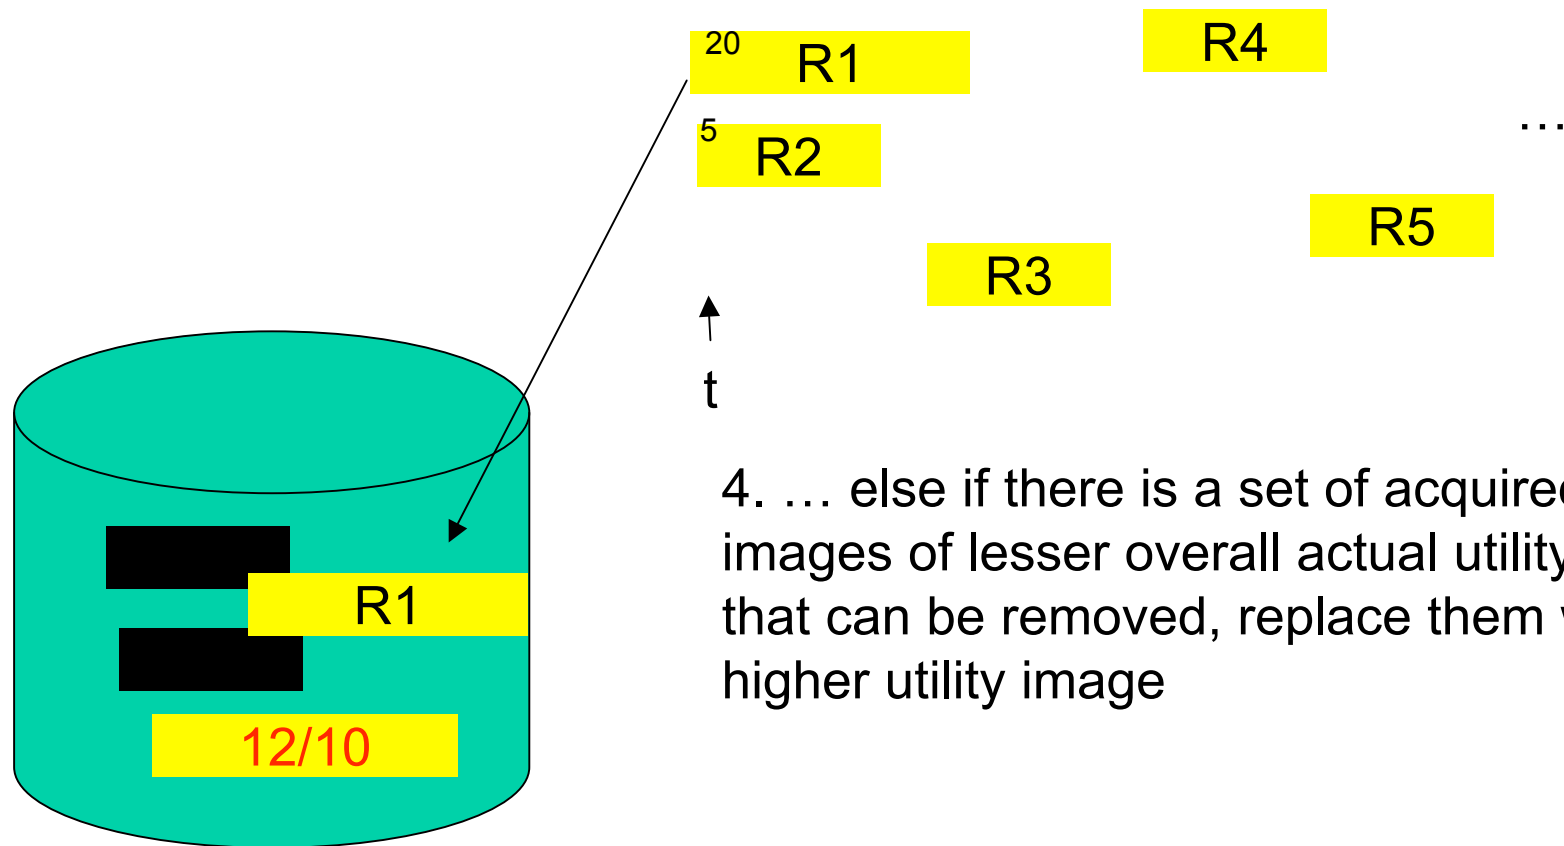 20 R1
R4
…
5 R2
R5
R3
t
4. … else if there is a set of acquired
images of lesser overall actual utility
that can be removed, replace them
higher utility image
R1
12/10